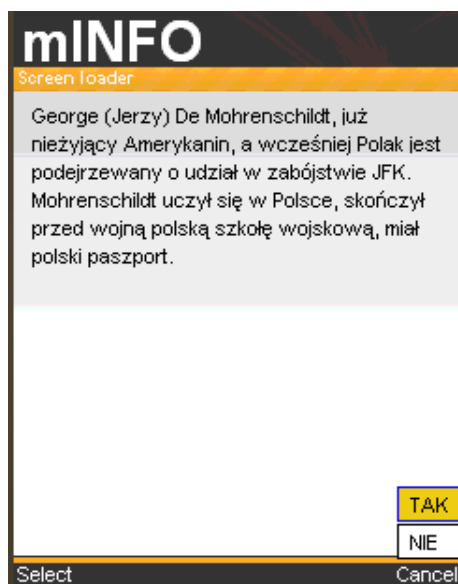 mINFO
Screen loader
George (Jerzy) De Mohrenschildt, już
nieżyjący Amerykanin, a wcześniej Polak jest
podejrzewany o udział w zabójstwie JFK.
Mohrenschildt uczył się w Polsce, skończył
przed wojną polską szkołę wojskową, miał
polski paszport.
TAK
NIE
Select Cancel